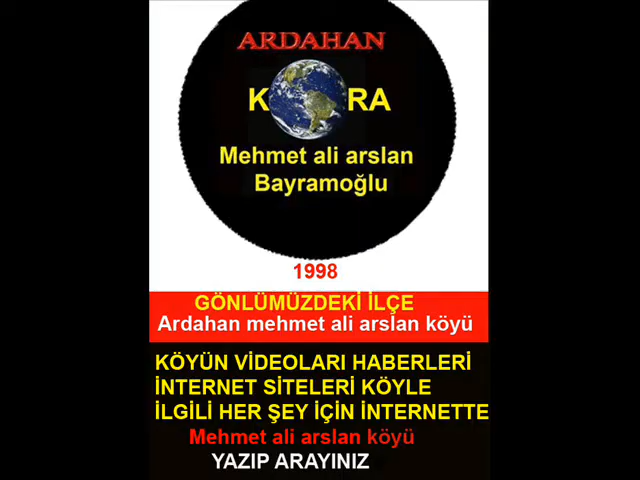 ARDAHAN
K RA
Mehmet ali arslan
Bayramoğlu
1998
GÖNLÜMÜZDEKİ İLÇE
Ardahan mehmet ali arslan köyü
KÖYÜN VİDEOLARI HABERLERİ
İNTERNET SİTELERİ KÖYLE
İLGİLİ HER ŞEY İÇİN İNTERNETTE
Mehmet ali arslan köyü
YAZIP ARAYINIZ